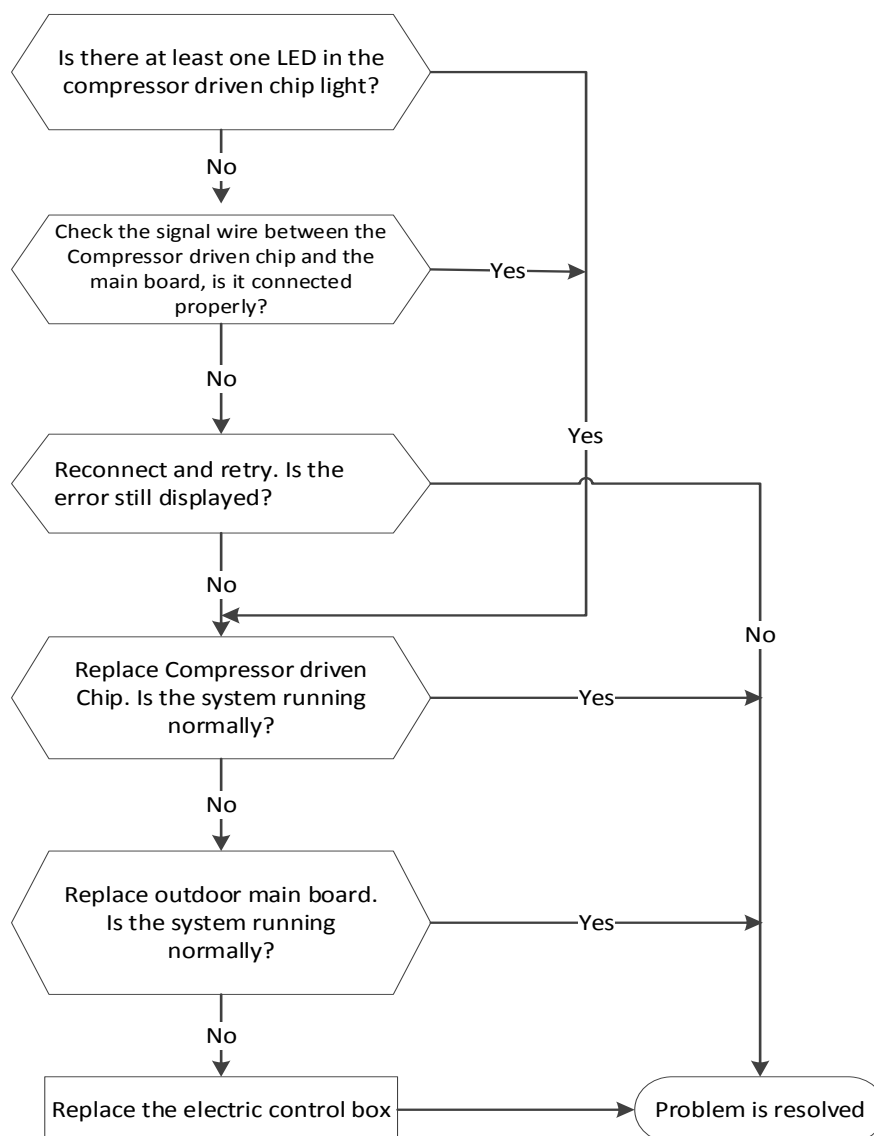 Is there at least one LED in the
compressor driven chip light?
No
Check the signal wire between the
Compressor driven chip and the
main board, is it connected
properly?
Yes
No
Yes
Reconnect and retry. Is the
error still displayed?
No
No
Replace Compressor driven
Chip. Is the system running
normally?
Yes
No
Replace outdoor main board.
Is the system running
normally?
Yes
No
Replace the electric control box
Problem is resolved